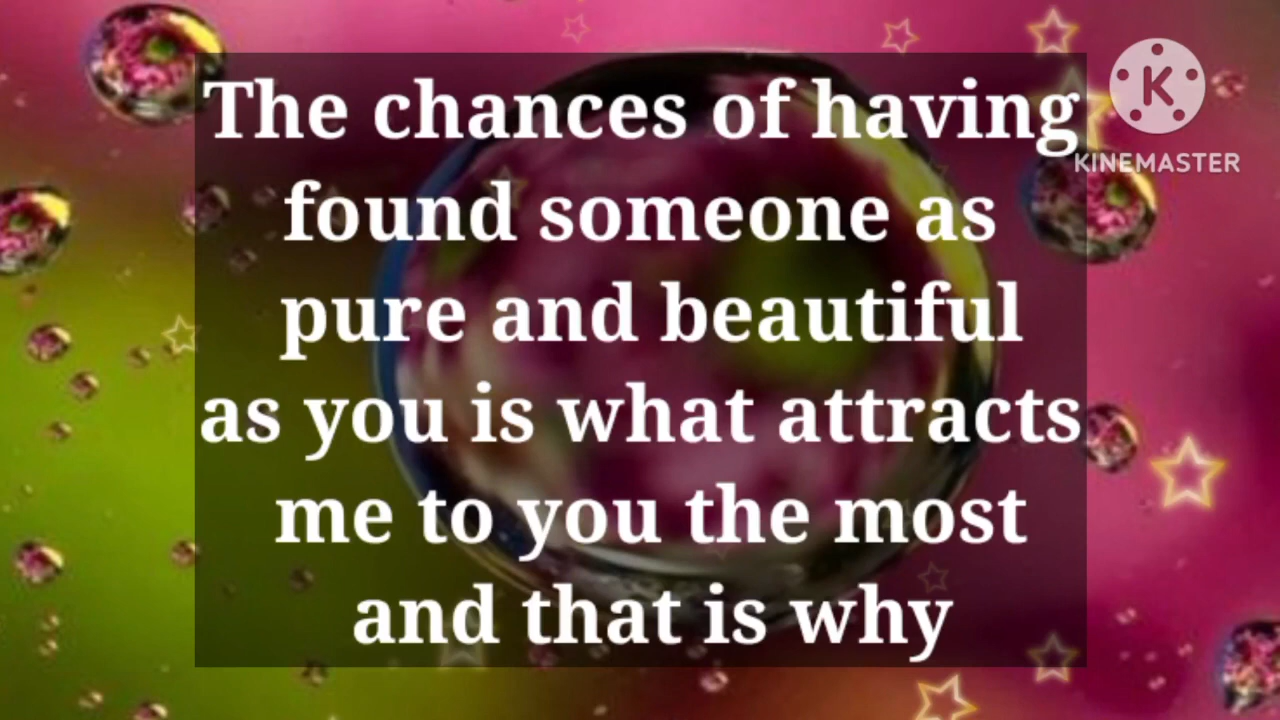 The chances of having
found someone as
pure and beautiful
as you is what attracts
me to you the most
and that is why
K
KINEMASTER